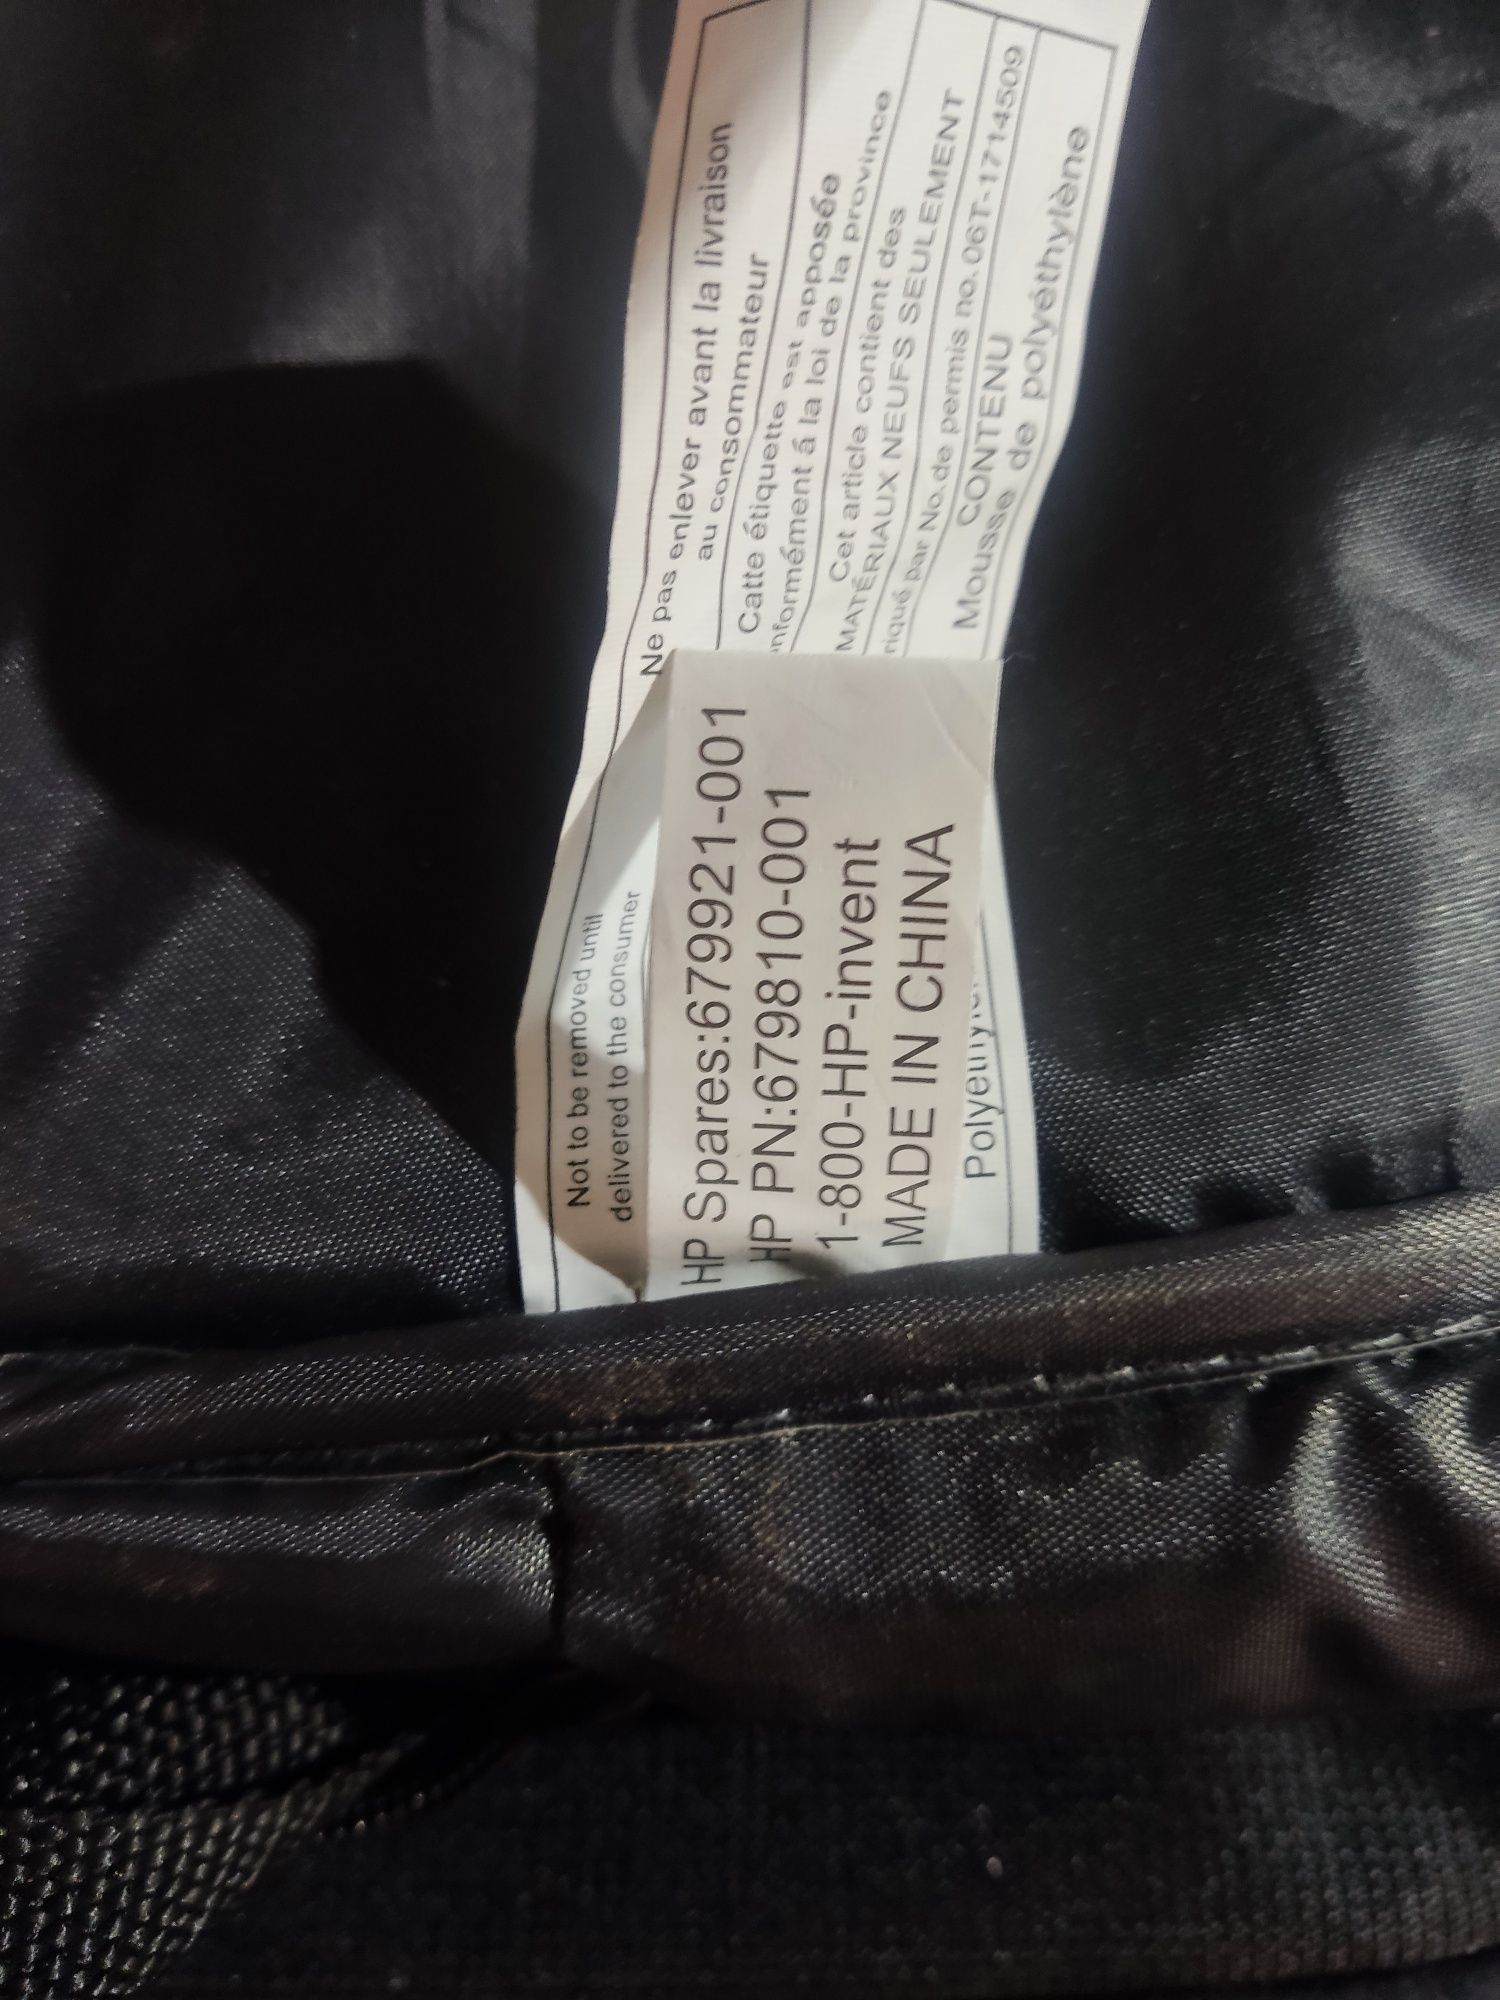 HP Spares:679921-001
HP PN:679810-001
1-800-HP-invent
MADE IN CHINA
Not to be removed until
delivered to the consumer
Ne pas enlever avant la livraison
au consommateur
Catte étiquette est apposée
nformément á la loi de la province
Cet article contient des
MATÉRIAUX NEUFS SEULEMENT
riqué par No.de permis no.06T-1714509
CONTENU
Mousse de polyéthylène